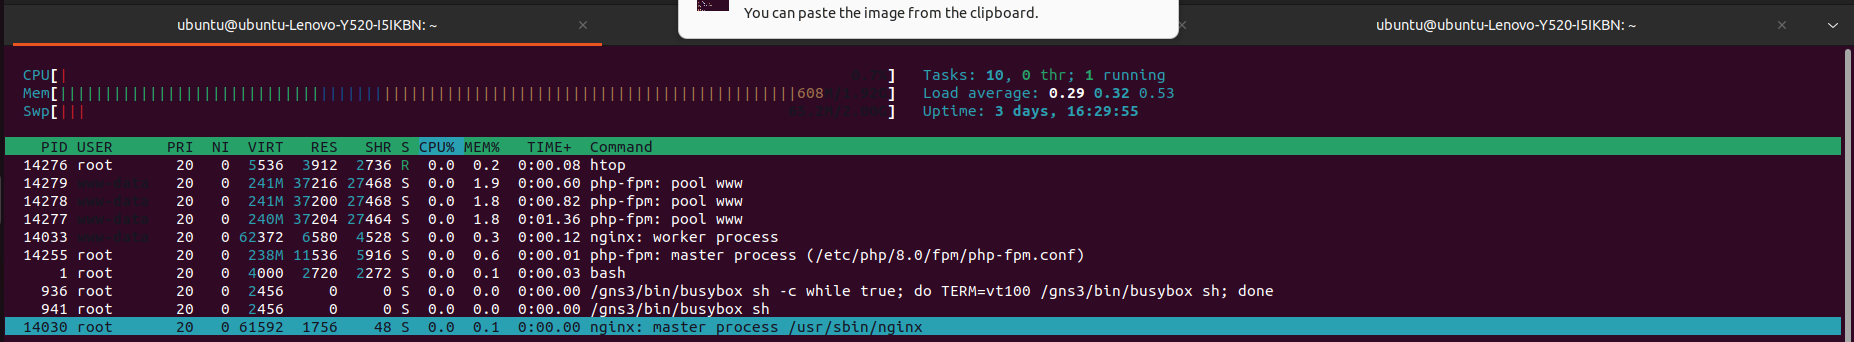 You can paste the image from the clipboard.
ubuntu@ubuntu-Lenovo-Y520-I5IKBN: ~ × × ubuntu@ubuntu-Lenovo-Y520-I5IKBN: ~ ×
CPU[| ] Tasks: 10, 0 thr; 1 running
Mem[||||||||||||||||||||||||||||||||||||||||||||||||||||||||||||||||||||||||||||||||||608 ] Load average: 0.29 0.32 0.53
Swp[||| ] Uptime: 3 days, 16:29:55
PID USER PRI NI VIRT RES SHR S CPU% MEM% TIME+ Command
14276 root 20 0 5536 3912 2736 R 0.0 0.2 0:00.08 htop
14279 20 0 241M 37216 27468 S 0.0 1.9 0:00.60 php-fpm: pool www
14278 20 0 241M 37200 27468 S 0.0 1.8 0:00.82 php-fpm: pool www
14277 20 0 240M 37204 27464 S 0.0 1.8 0:01.36 php-fpm: pool www
14033 20 0 62372 6580 4528 S 0.0 0.3 0:00.12 nginx: worker process
14255 root 20 0 238M 11536 5916 S 0.0 0.6 0:00.01 php-fpm: master process (/etc/php/8.0/fpm/php-fpm.conf)
1 root 20 0 4000 2720 2272 S 0.0 0.1 0:00.03 bash
936 root 20 0 2456 0 0 S 0.0 0.0 0:00.00 /gns3/bin/busybox sh -c while true; do TERM=vt100 /gns3/bin/busybox sh; done
941 root 20 0 2456 0 0 S 0.0 0.0 0:00.00 /gns3/bin/busybox sh
14030 root 20 0 61592 1756 48 S 0.0 0.1 0:00.00 nginx: master process /usr/sbin/nginx